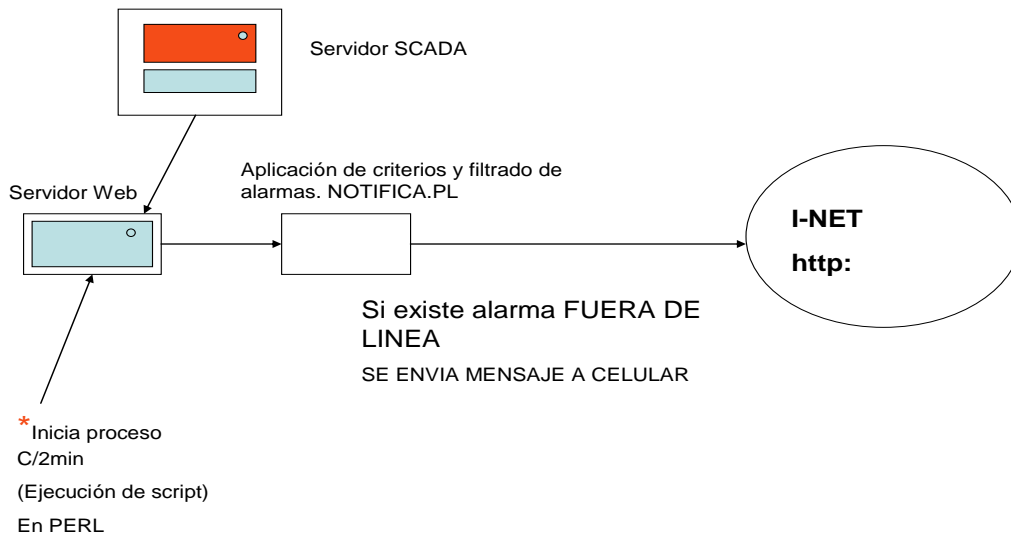 Servidor SCADA
Aplicación de criterios y filtrado de
alarmas. NOTIFICA.PL
Servidor Web
I-NET
http:
Si existe alarma FUERA DE
LINEA
SE ENVIA MENSAJE A CELULAR
*Inicia proceso
C/2min
(Ejecución de script)
En PERL